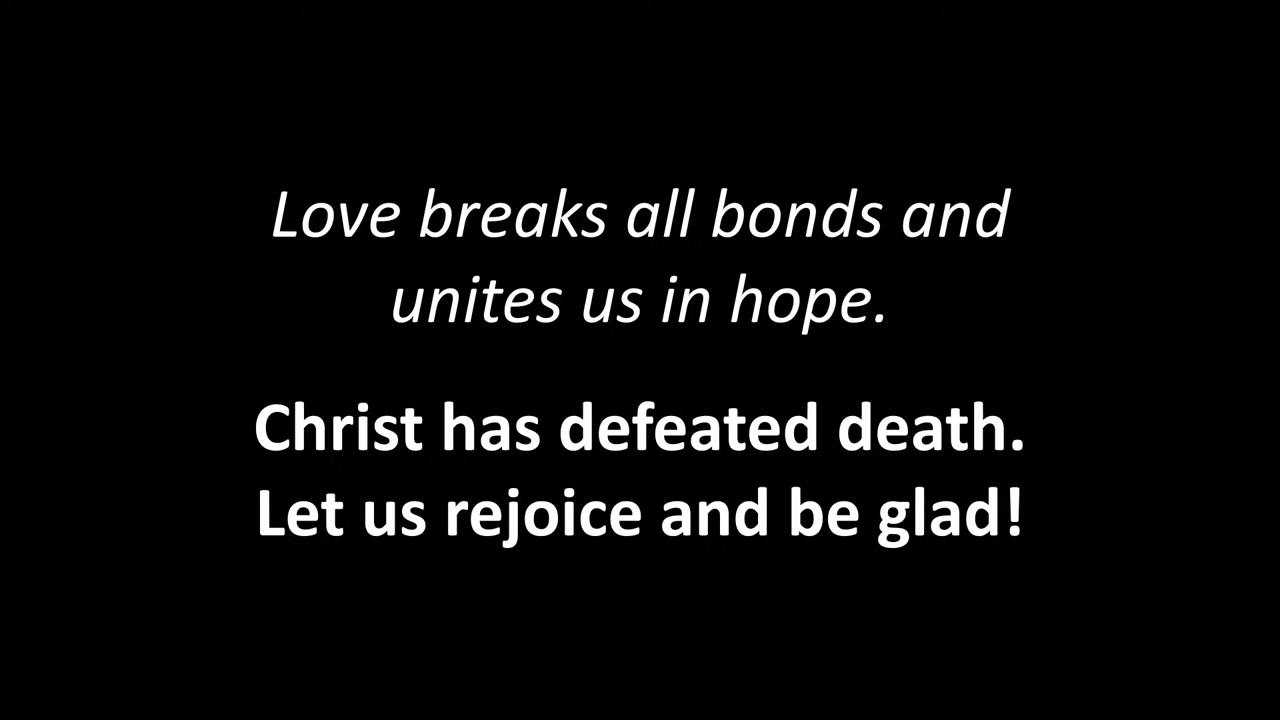 Love breaks all bonds and
unites us in hope.
Christ has defeated death.
Let us rejoice and be glad!